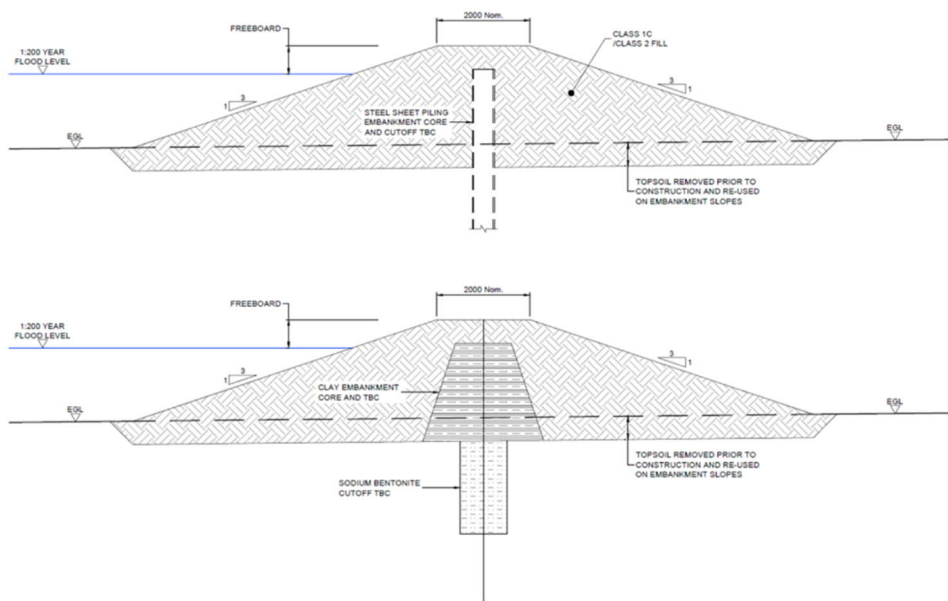 2000 Nom.
FREEBOARD
CLASS 1C
/CLASS 2 FILL
1:200 YEAR
FLOOD LEVEL
3
1
3
1
STEEL SHEET PILING
EMBANKMENT CORE
AND CUTOFF TBC
EGL
EGL
TOPSOIL REMOVED PRIOR TO
CONSTRUCTION AND RE-USED
ON EMBANKMENT SLOPES
2000 Nom.
FREEBOARD
1:200 YEAR
FLOOD LEVEL
3
1
3
1
CLAY EMBANKMENT
CORE AND TBC
EGL
EGL
TOPSOIL REMOVED PRIOR TO
CONSTRUCTION AND RE-USED
ON EMBANKMENT SLOPES
SODIUM BENTONITE
CUTOFF TBC